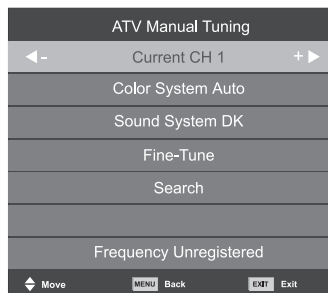 ATV Manual Tuning
- Current CH 1 +
Color System Auto
Sound System DK
Fine-Tune
Search
Frequency Unregistered
Move MENU Back EXIT Exit